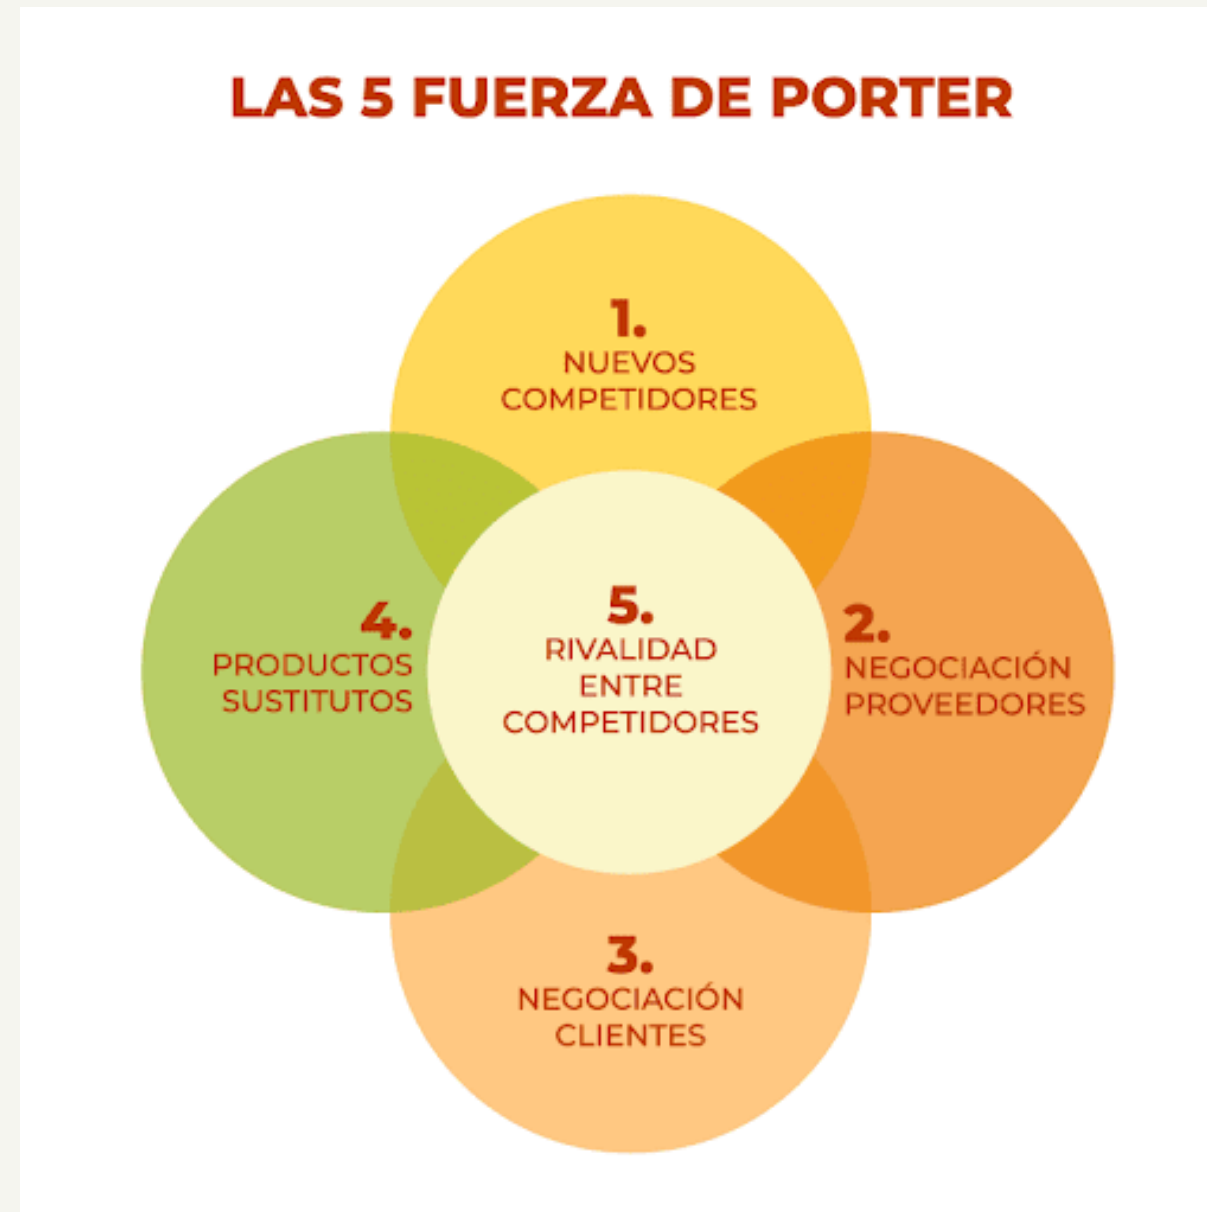 LAS 5 FUERZA DE PORTER
1.
NUEVOS
COMPETIDORES
2.
NEGOCIACIÓN
PROVEEDORES
3.
NEGOCIACIÓN
CLIENTES
4.
PRODUCTOS
SUSTITUTOS
5.
RIVALIDAD
ENTRE
COMPETIDORES